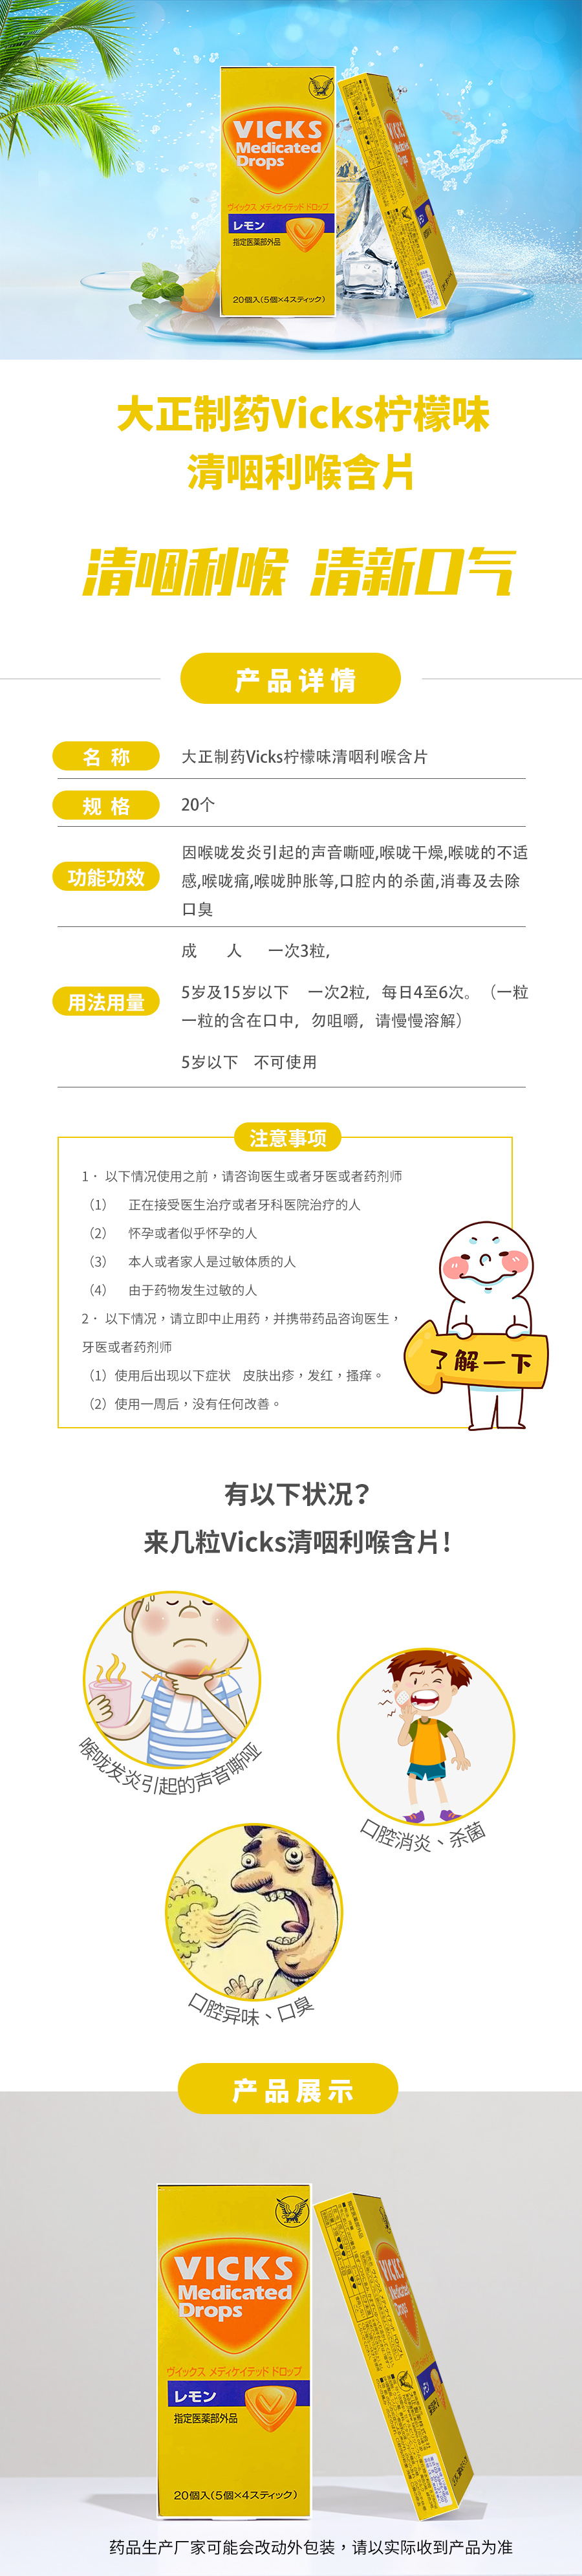 VICKS
Medicated
Drops
ヴイックス メディケイテッド ドロップ
レモン
指定医薬部外品
20個入(5個×4スティック)
VICKS
Medicated
Drops
大正制药Vicks柠檬味
清咽利喉含片
清咽利喉 清新口气
产品详情
名 称
大正制药Vicks柠檬味清咽利喉含片
规 格
20个
功能功效
因喉咙发炎引起的声音嘶哑,喉咙干燥,喉咙的不适
感,喉咙痛,喉咙肿胀等,口腔内的杀菌,消毒及去除
口臭
用法用量
成 人 一次3粒,
5岁及15岁以下 一次2粒，每日4至6次。（一粒
一粒的含在口中，勿咀嚼，请慢慢溶解）
5岁以下 不可使用
注意事项
1· 以下情况使用之前，请咨询医生或者牙医或者药剂师
（1） 正在接受医生治疗或者牙科医院治疗的人
（2） 怀孕或者似乎怀孕的人
（3） 本人或者家人是过敏体质的人
（4） 由于药物发生过敏的人
2· 以下情况，请立即中止用药，并携带药品咨询医生，
牙医或者药剂师
（1）使用后出现以下症状 皮肤出疹，发红，搔痒。
（2）使用一周后，没有任何改善。
了解一下
有以下状况？
来几粒Vicks清咽利喉含片!
喉咙发炎引起的声音嘶哑
口腔消炎、杀菌
口腔异味、口臭
产品展示
VICKS
Medicated
Drops
ヴイックス メディケイテッド ドロップ
レモン
指定医薬部外品
20個入(5個×4スティック)
VICKS
Medicated
Drops
药品生产厂家可能会改动外包装，请以实际收到产品为准